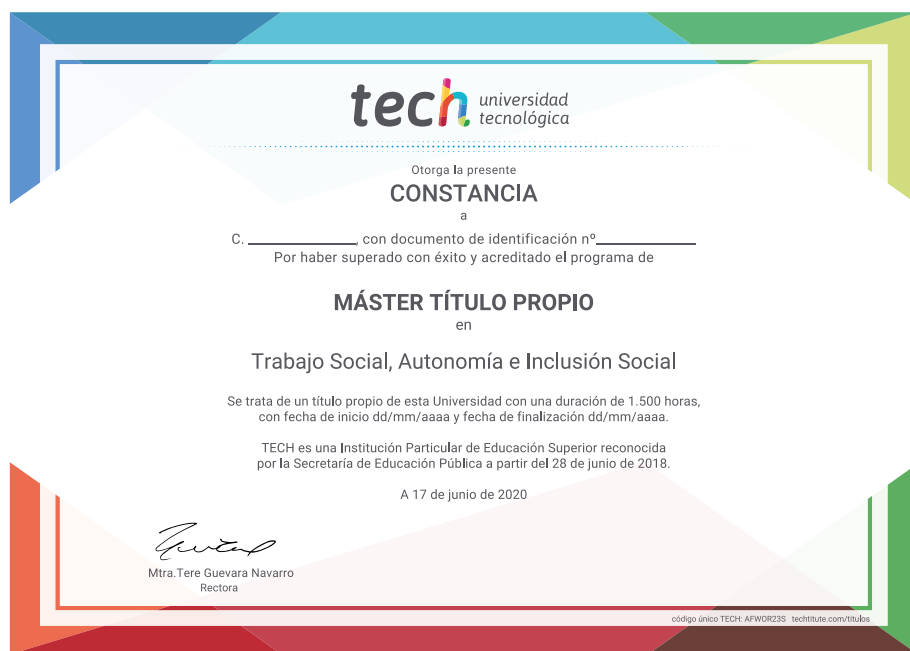 tech universidad
tecnológica
Otorga la presente
CONSTANCIA
a
C. ______________, con documento de identificación nº_____________
Por haber superado con éxito y acreditado el programa de
MÁSTER TÍTULO PROPIO
en
Trabajo Social, Autonomía e Inclusión Social
Se trata de un título propio de esta Universidad con una duración de 1.500 horas,
con fecha de inicio dd/mm/aaaa y fecha de finalización dd/mm/aaaa.
TECH es una Institución Particular de Educación Superior reconocida
por la Secretaría de Educación Pública a partir del 28 de junio de 2018.
A 17 de junio de 2020
Mtra.Tere Guevara Navarro
Rectora
código único TECH: AFWOR23S techtitute.com/titulos